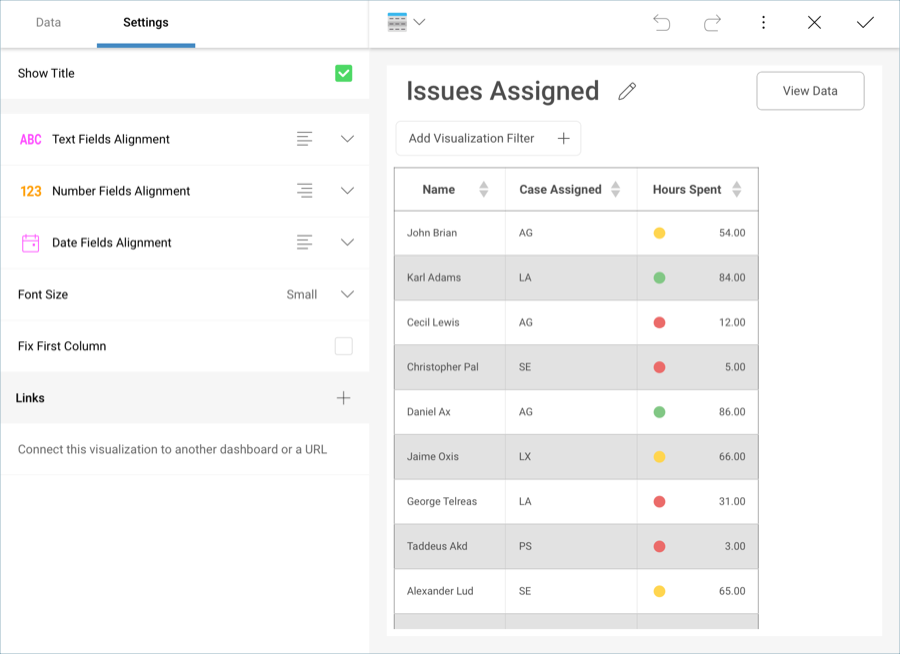 Data Settings
Show Title
ABC Text Fields Alignment
123 Number Fields Alignment
Date Fields Alignment
Font Size Small
Fix First Column
Links
Connect this visualization to another dashboard or a URL
Issues Assigned View Data
Add Visualization Filter
Name Case Assigned Hours Spent
John Brian AG 54.00
Karl Adams LA 84.00
Cecil Lewis AG 12.00
Christopher Pal SE 5.00
Daniel Ax AG 86.00
Jaime Oxis LX 66.00
George Telreas LA 31.00
Taddeus Akd PS 3.00
Alexander Lud SE 65.00